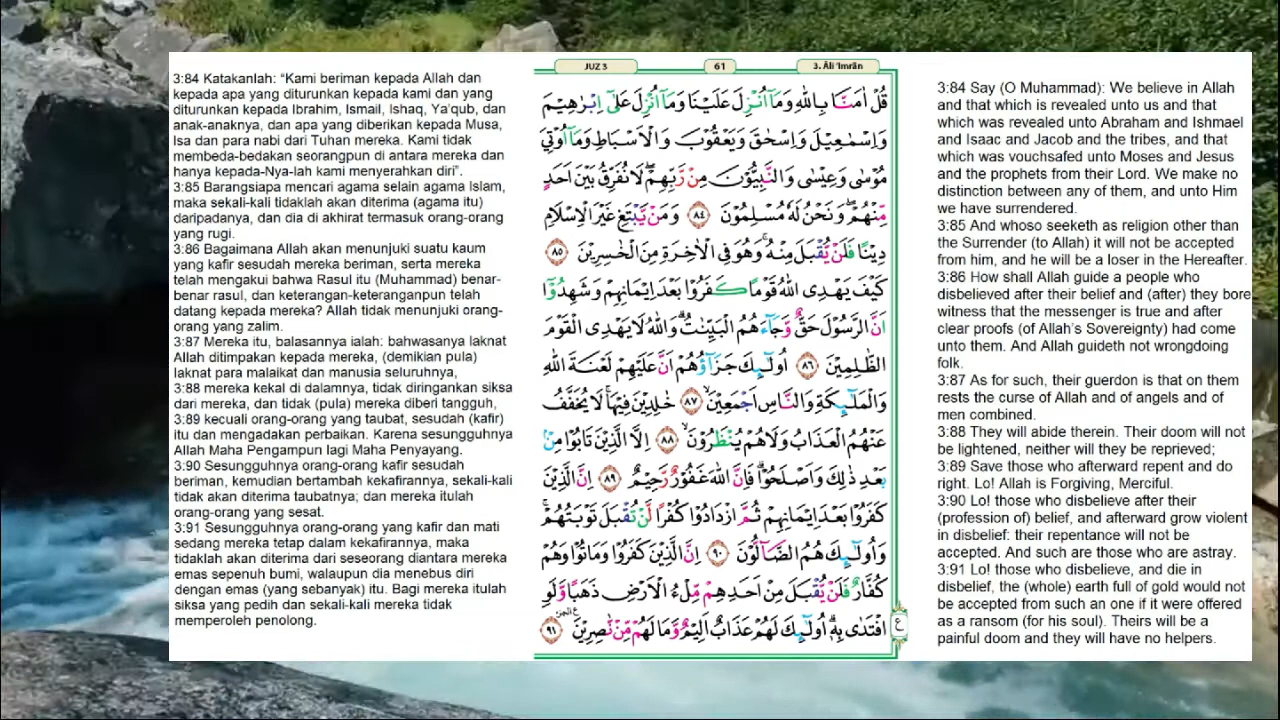 3:84 Katakanlah: “Kami beriman kepada Allah dan
kepada apa yang diturunkan kepada kami dan yang
diturunkan kepada Ibrahim, Ismail, Ishaq, Ya’qub, dan
anak-anaknya, dan apa yang diberikan kepada Musa,
Isa dan para nabi dari Tuhan mereka. Kami tidak
membeda-bedakan seorangpun di antara mereka dan
hanya kepada-Nya-lah kami menyerahkan diri”.
3:85 Barangsiapa mencari agama selain agama Islam,
maka sekali-kali tidaklah akan diterima (agama itu)
daripadanya, dan dia di akhirat termasuk orang-orang
yang rugi.
3:86 Bagaimana Allah akan menunjuki suatu kaum
yang kafir sesudah mereka beriman, serta mereka
telah mengakui bahwa Rasul itu (Muhammad) benar-
benar rasul, dan keterangan-keteranganpun telah
datang kepada mereka? Allah tidak menunjuki orang-
orang yang zalim.
3:87 Mereka itu, balasannya ialah: bahwasanya laknat
Allah ditimpakan kepada mereka, (demikian pula)
laknat para malaikat dan manusia seluruhnya,
3:88 mereka kekal di dalamnya, tidak diringankan siksa
dari mereka, dan tidak (pula) mereka diberi tangguh,
3:89 kecuali orang-orang yang taubat, sesudah (kafir)
itu dan mengadakan perbaikan. Karena sesungguhnya
Allah Maha Pengampun lagi Maha Penyayang.
3:90 Sesungguhnya orang-orang kafir sesudah
beriman, kemudian bertambah kekafirannya, sekali-kali
tidak akan diterima taubatnya; dan mereka itulah
orang-orang yang sesat.
3:91 Sesungguhnya orang-orang yang kafir dan mati
sedang mereka tetap dalam kekafirannya, maka
tidaklah akan diterima dari seseorang diantara mereka
emas sepenuh bumi, walaupun dia menebus diri
dengan emas (yang sebanyak) itu. Bagi mereka itulah
siksa yang pedih dan sekali-kali mereka tidak
memperoleh penolong.
JUZ 3
61
3. Āli ‘Imrān
قُلْ اٰمَنَّا بِاللّٰهِ وَمَآ اُنْزِلَ عَلَيْنَا وَمَآ اُنْزِلَ عَلٰٓى اِبْرٰهِيْمَ
وَاِسْمٰعِيْلَ وَاِسْحٰقَ وَيَعْقُوْبَ وَالْاَسْبَاطِ وَمَآ اُوْتِيَ
مُوْسٰى وَعِيْسٰى وَالنَّبِيُّوْنَ مِنْ رَّبِّهِمْۖ لَا نُفَرِّقُ بَيْنَ اَحَدٍ
مِّنْهُمْۖ وَنَحْنُ لَهٗ مُسْلِمُوْنَ ٨٤ وَمَنْ يَّبْتَغِ غَيْرَ الْاِسْلَامِ
دِيْنًا فَلَنْ يُّقْبَلَ مِنْهُۚ وَهُوَ فِى الْاٰخِرَةِ مِنَ الْخٰسِرِيْنَ ٨٥
كَيْفَ يَهْدِى اللّٰهُ قَوْمًا كَفَرُوْا بَعْدَ اِيْمَانِهِمْ وَشَهِدُوْٓا
اَنَّ الرَّسُوْلَ حَقٌّ وَّجَاۤءَهُمُ الْبَيِّنٰتُۗ وَاللّٰهُ لَا يَهْدِى الْقَوْمَ
الظّٰلِمِيْنَ ٨٦ اُولٰۤىِٕكَ جَزَاۤؤُهُمْ اَنَّ عَلَيْهِمْ لَعْنَةَ اللّٰهِ
وَالْمَلٰۤىِٕكَةِ وَالنَّاسِ اَجْمَعِيْنَۙ ٨٧ خٰلِدِيْنَ فِيْهَاۚ لَا يُخَفَّفُ
عَنْهُمُ الْعَذَابُ وَلَا هُمْ يُنْظَرُوْنَۙ ٨٨ اِلَّا الَّذِيْنَ تَابُوْا مِنْۢ
بَعْدِ ذٰلِكَ وَاَصْلَحُوْاۗ فَاِنَّ اللّٰهَ غَفُوْرٌ رَّحِيْمٌ ٨٩ اِنَّ الَّذِيْنَ
كَفَرُوْا بَعْدَ اِيْمَانِهِمْ ثُمَّ ازْدَادُوْا كُفْرًا لَّنْ تُقْبَلَ تَوْبَتُهُمْۚ
وَاُولٰۤىِٕكَ هُمُ الضَّاۤلُّوْنَ ٩٠ اِنَّ الَّذِيْنَ كَفَرُوْا وَمَاتُوْا وَهُمْ
كُفَّارٌ فَلَنْ يُّقْبَلَ مِنْ اَحَدِهِمْ مِّلْءُ الْاَرْضِ ذَهَبًا وَّلَوِ
افْتَدٰى بِهٖۗ اُولٰۤىِٕكَ لَهُمْ عَذَابٌ اَلِيْمٌ وَّمَا لَهُمْ مِّنْ نّٰصِرِيْنَ ٩١
ع
3:84 Say (O Muhammad): We believe in Allah
and that which is revealed unto us and that
which was revealed unto Abraham and Ishmael
and Isaac and Jacob and the tribes, and that
which was vouchsafed unto Moses and Jesus
and the prophets from their Lord. We make no
distinction between any of them, and unto Him
we have surrendered.
3:85 And whoso seeketh as religion other than
the Surrender (to Allah) it will not be accepted
from him, and he will be a loser in the Hereafter.
3:86 How shall Allah guide a people who
disbelieved after their belief and (after) they bore
witness that the messenger is true and after
clear proofs (of Allah’s Sovereignty) had come
unto them. And Allah guideth not wrongdoing
folk.
3:87 As for such, their guerdon is that on them
rests the curse of Allah and of angels and of
men combined.
3:88 They will abide therein. Their doom will not
be lightened, neither will they be reprieved;
3:89 Save those who afterward repent and do
right. Lo! Allah is Forgiving, Merciful.
3:90 Lo! those who disbelieve after their
(profession of) belief, and afterward grow violent
in disbelief: their repentance will not be
accepted. And such are those who are astray.
3:91 Lo! those who disbelieve, and die in
disbelief, the (whole) earth full of gold would not
be accepted from such an one if it were offered
as a ransom (for his soul). Theirs will be a
painful doom and they will have no helpers.